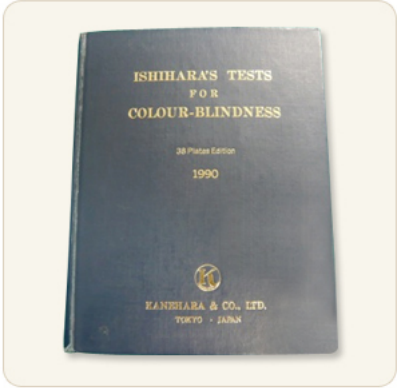 ISHIHARA'S TESTS
FOR
COLOUR-BLINDNESS
38 Plates Edition
1990
K
KANEHARA & CO., LTD.
TOKYO - JAPAN